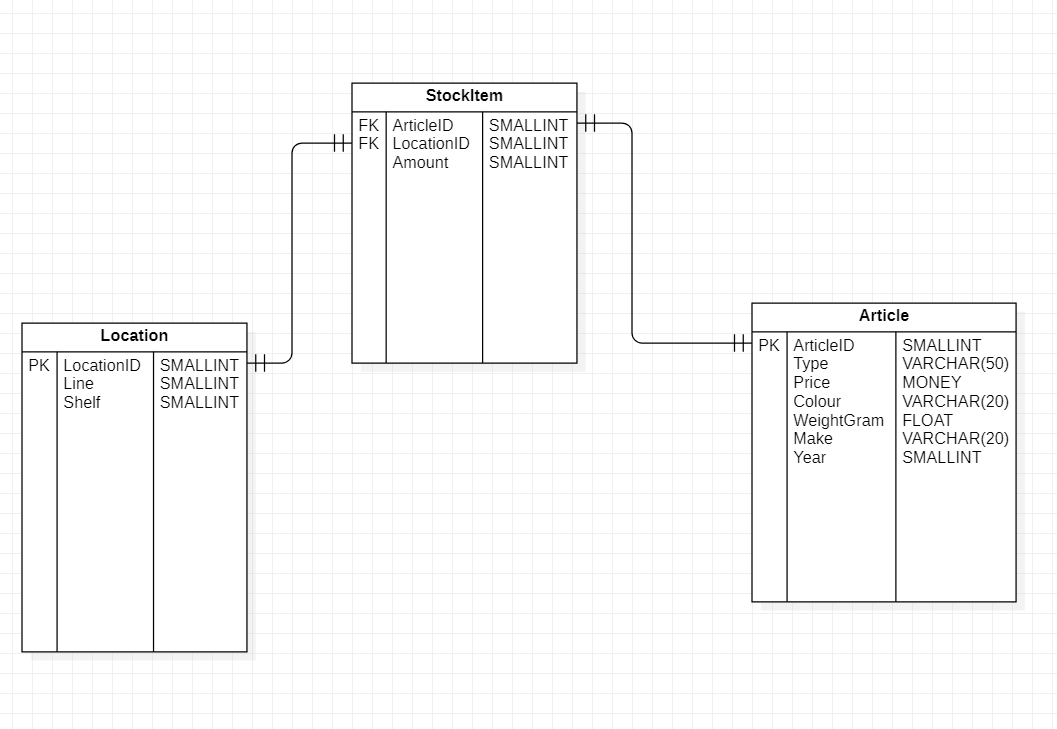 StockItem
FK ArticleID SMALLINT
FK LocationID SMALLINT
Amount SMALLINT
Location
PK LocationID SMALLINT
Line SMALLINT
Shelf SMALLINT
Article
PK ArticleID SMALLINT
Type VARCHAR(50)
Price MONEY
Colour VARCHAR(20)
WeightGram FLOAT
Make VARCHAR(20)
Year SMALLINT